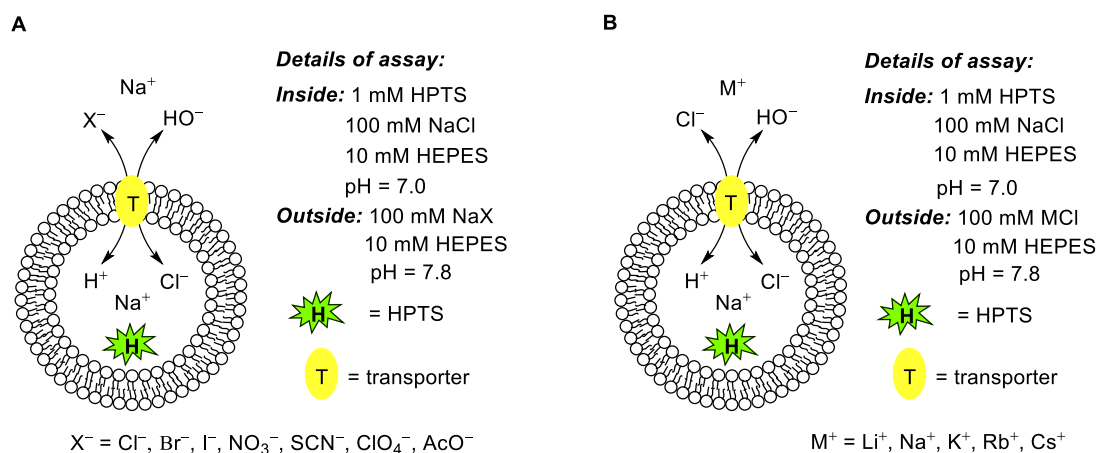 A
Details of assay:
Na⁺
Inside: 1 mM HPTS
X⁻
HO⁻
100 mM NaCl
10 mM HEPES
pH = 7.0
T
Outside: 100 mM NaX
10 mM HEPES
pH = 7.8
H⁺
Cl⁻
Na⁺
H
H = HPTS
T = transporter
X⁻ = Cl⁻, Br⁻, I⁻, NO₃⁻, SCN⁻, ClO₄⁻, AcO⁻
B
Details of assay:
M⁺
Inside: 1 mM HPTS
Cl⁻
HO⁻
100 mM NaCl
10 mM HEPES
pH = 7.0
T
Outside: 100 mM MCl
10 mM HEPES
pH = 7.8
H⁺
Cl⁻
Na⁺
H
H = HPTS
T = transporter
M⁺ = Li⁺, Na⁺, K⁺, Rb⁺, Cs⁺